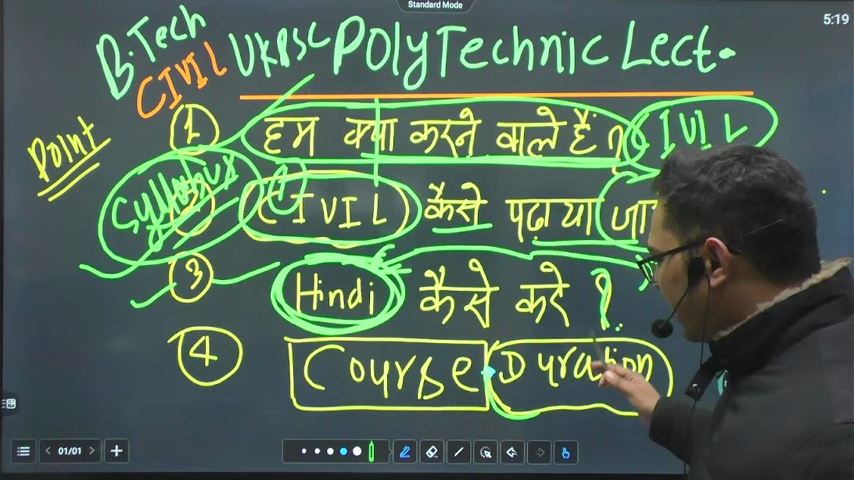 Standard Mode
5:19
B.Tech
CIVIL
UKPSC PolyTechnic Lect.
Point
1 हम क्या करने वाले हैं ? CIVIL
Syllabus
CIVIL कैसे पढ़ाया जा
3 Hindi कैसे करे ?
4 Course Duration
01/01